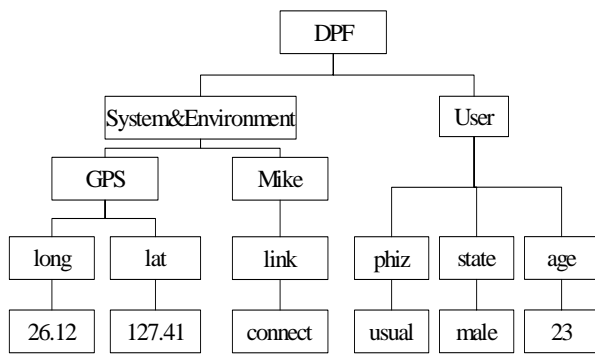 DPF
System&Environment
User
GPS
Mike
long
lat
link
phiz
state
age
26.12
127.41
connect
usual
male
23